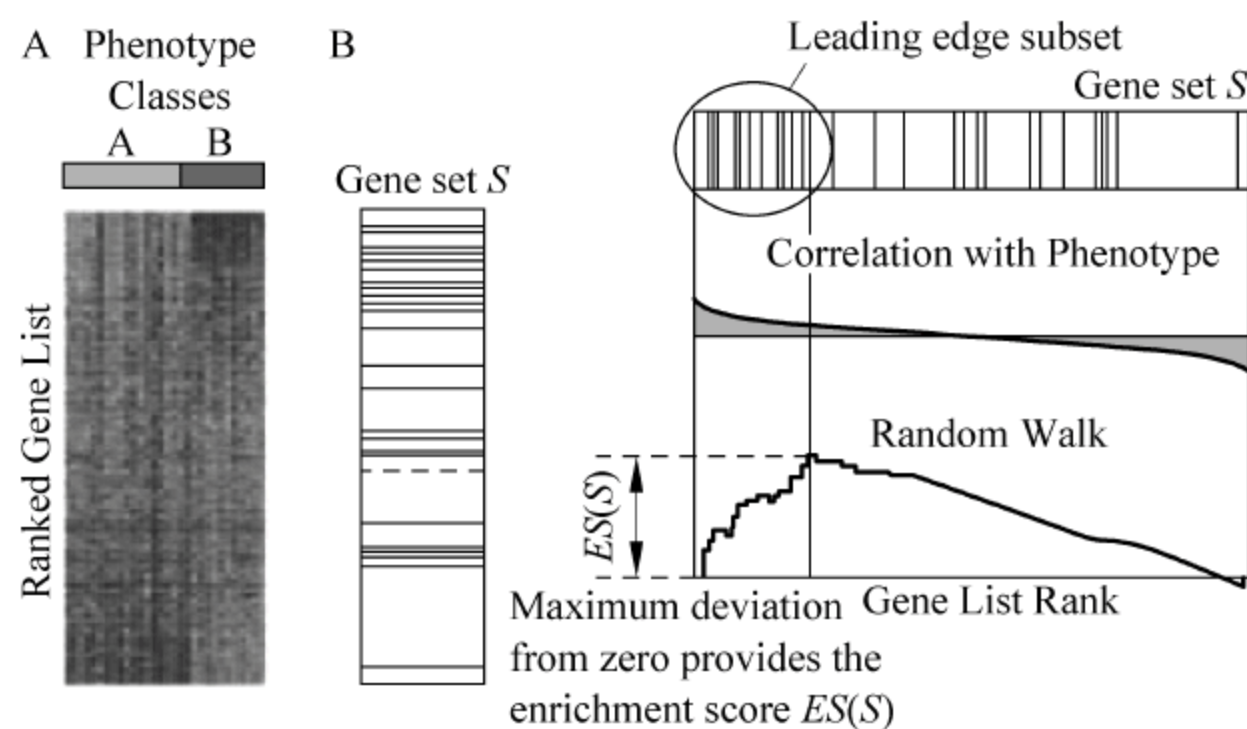 A Phenotype
Classes
A B
Ranked Gene List
B
Gene set S
Leading edge subset
Gene set S
Correlation with Phenotype
Random Walk
ES(S)
Gene List Rank
Maximum deviation
from zero provides the
enrichment score ES(S)